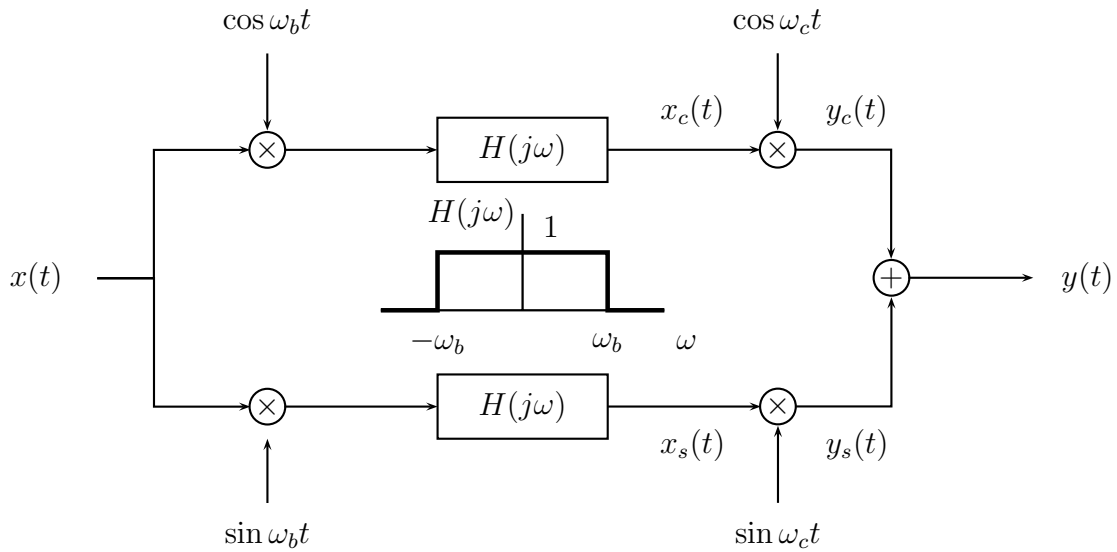 cos ω_b t
cos ω_c t
x_c(t)
y_c(t)
×
H(jω)
×
H(jω)
1
x(t)
+
y(t)
−ω_b
ω_b
ω
×
H(jω)
×
x_s(t)
y_s(t)
sin ω_b t
sin ω_c t